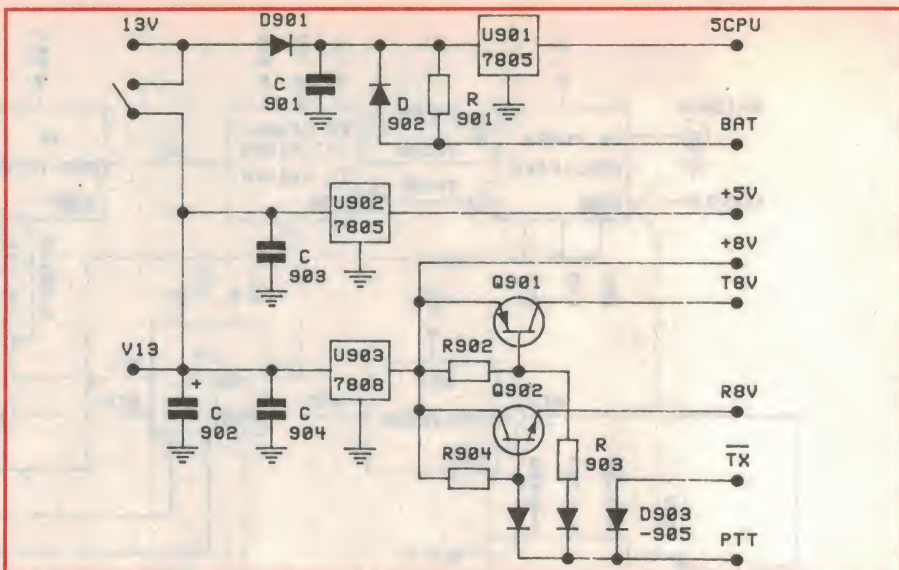 13V
D901
U901
7805
5CPU
C
901
D
902
R
901
BAT
U902
7805
+5V
C
903
+8V
Q901
T8V
V13
U903
7808
R902
Q902
R8V
+
C
902
C
904
R904
R
903
TX
D903
-905
PTT